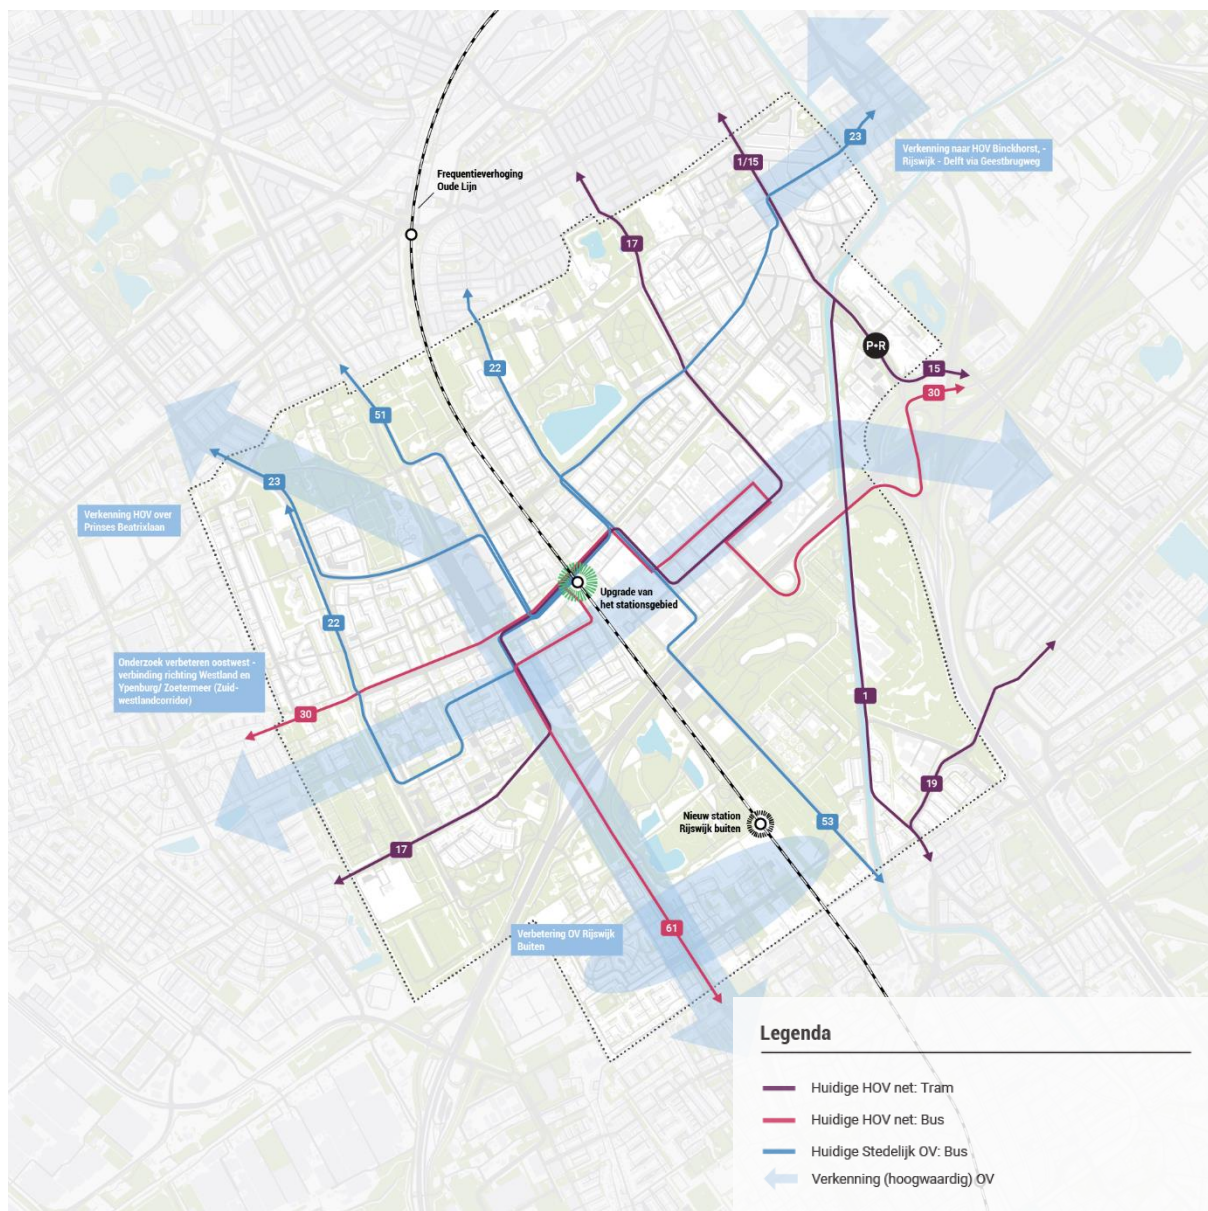 23
Verkenning naar HOV Binckhorst, -
Rijswijk - Delft via Geestbrugweg
1/15
Frequentieverhoging
Oude Lijn
17
P+R
22
15
30
51
23
Verkenning HOV over
Prinses Beatrixlaan
Upgrade van
het stationsgebied
22
Onderzoek verbeteren oostwest -
verbinding richting Westland en
Ypenburg/ Zoetermeer (Zuid-
westlandcorridor)
30
1
19
Nieuw station
Rijswijk buiten
53
17
61
Verbetering OV Rijswijk
Buiten
Legenda
Huidige HOV net: Tram
Huidige HOV net: Bus
Huidige Stedelijk OV: Bus
Verkenning (hoogwaardig) OV